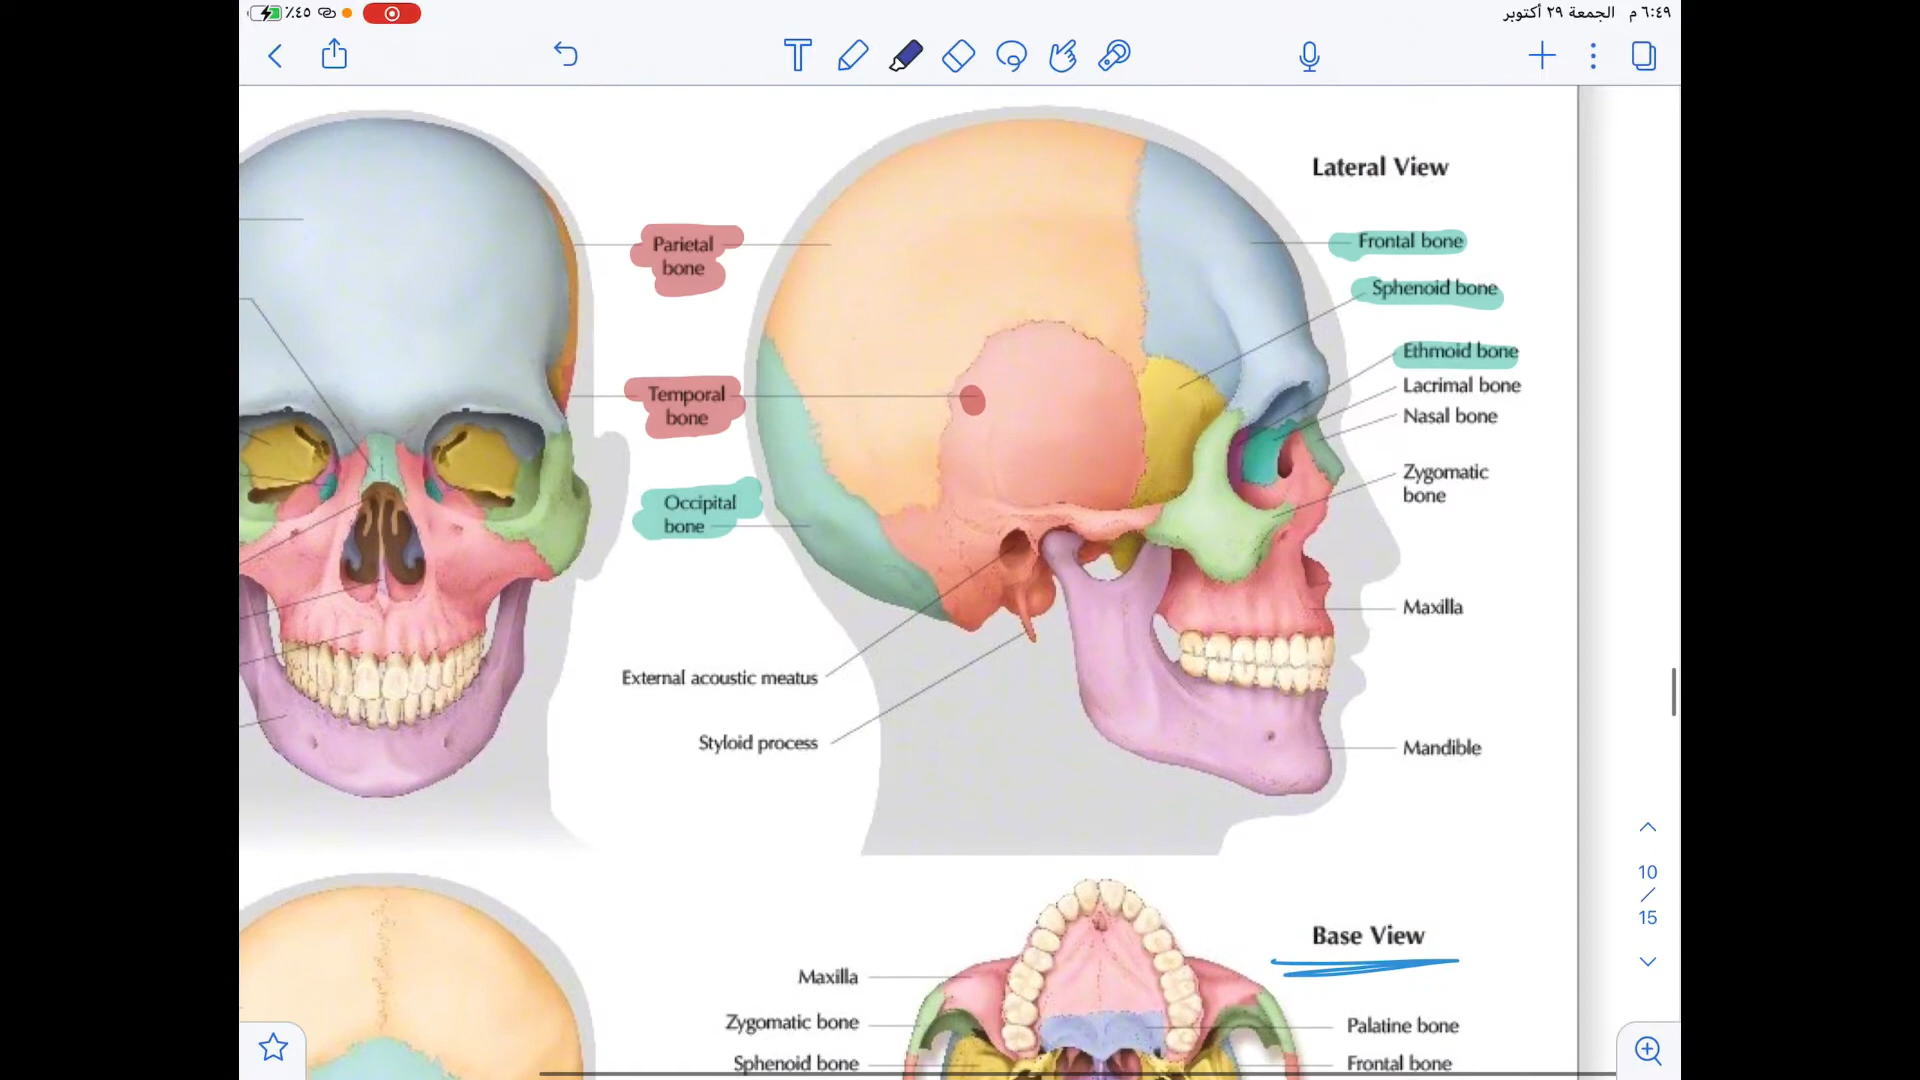 ٪٤٥
٦:٤٩ م الجمعة ٢٩ أكتوبر
Lateral View
Parietal
bone
Frontal bone
Sphenoid bone
Ethmoid bone
Lacrimal bone
Temporal
bone
Nasal bone
Zygomatic
bone
Occipital
bone
Maxilla
External acoustic meatus
Styloid process
Mandible
10
/
15
Base View
Maxilla
Zygomatic bone
Palatine bone
Sphenoid bone
Frontal bone